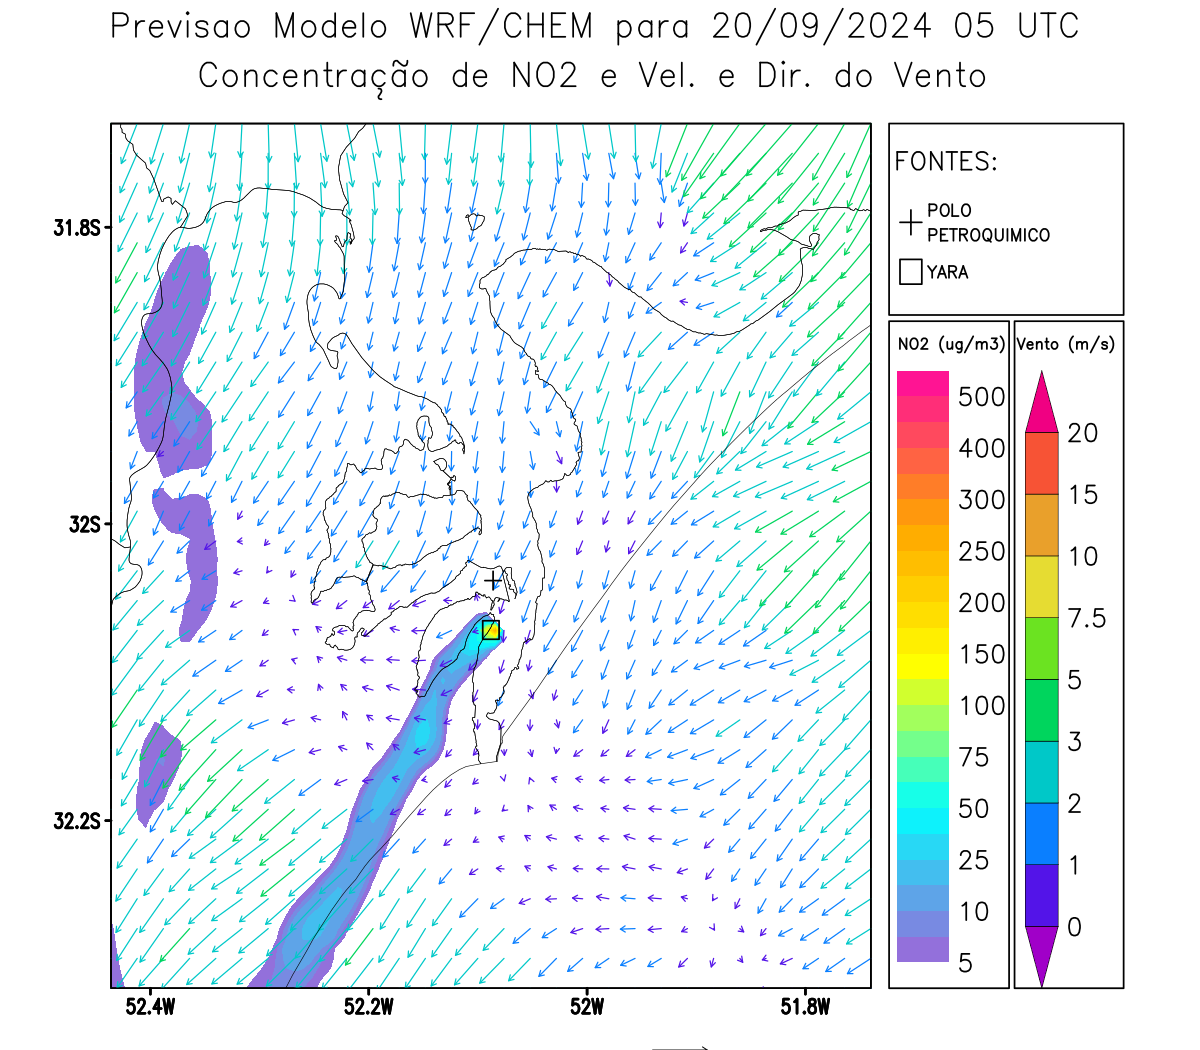 Previsao Modelo WRF/CHEM para 20/09/2024 05 UTC
Concentração de NO2 e Vel. e Dir. do Vento
FONTES:
POLO
PETROQUIMICO
YARA
NO2 (ug/m3)
500
400
300
250
200
150
100
75
50
25
10
5
Vento (m/s)
20
15
10
7.5
5
3
2
1
0
31.8S
32S
32.2S
52.4W 52.2W 52W 51.8W